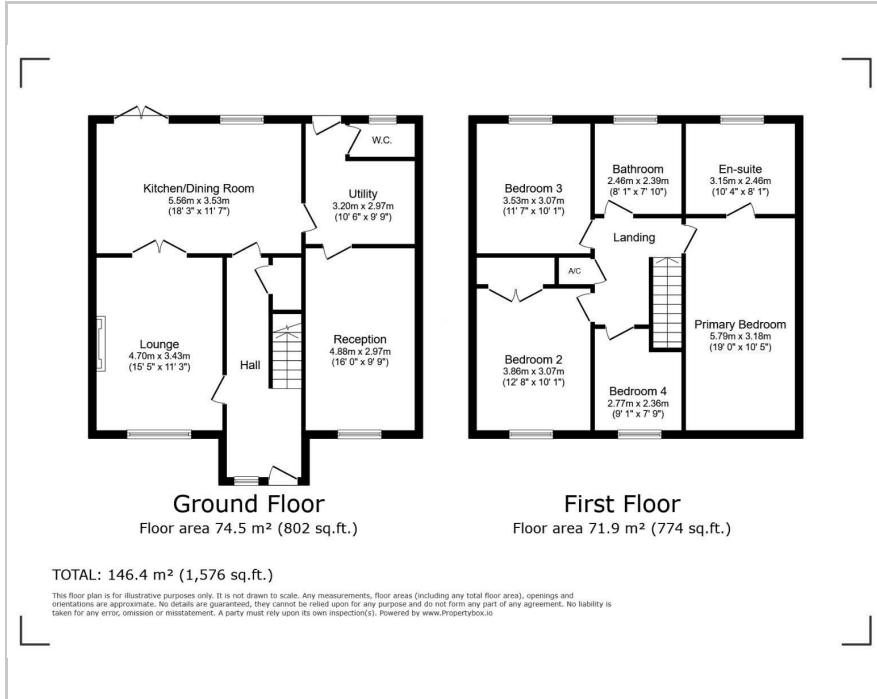 Kitchen/Dining Room
5.56m x 3.53m
(18' 3" x 11' 7")
W.C.
Utility
3.20m x 2.97m
(10' 6" x 9' 9")
Lounge
4.70m x 3.43m
(15' 5" x 11' 3")
Hall
Reception
4.88m x 2.97m
(16' 0" x 9' 9")
Ground Floor
Floor area 74.5 m² (802 sq.ft.)
Bedroom 3
3.53m x 3.07m
(11' 7" x 10' 1")
Bathroom
2.46m x 2.39m
(8' 1" x 7' 10")
En-suite
3.15m x 2.46m
(10' 4" x 8' 1")
Landing
A/C
Primary Bedroom
5.79m x 3.18m
(19' 0" x 10' 5")
Bedroom 2
3.86m x 3.07m
(12' 8" x 10' 1")
Bedroom 4
2.77m x 2.36m
(9' 1" x 7' 9")
First Floor
Floor area 71.9 m² (774 sq.ft.)
TOTAL: 146.4 m² (1,576 sq.ft.)
This floor plan is for illustrative purposes only. It is not drawn to scale. Any measurements, floor areas (including any total floor area), openings and
orientations are approximate. No details are guaranteed, they cannot be relied upon for any purpose and do not form any part of any agreement. No liability is
taken for any error, omission or misstatement. A party must rely upon its own inspection(s). Powered by www.Propertybox.io